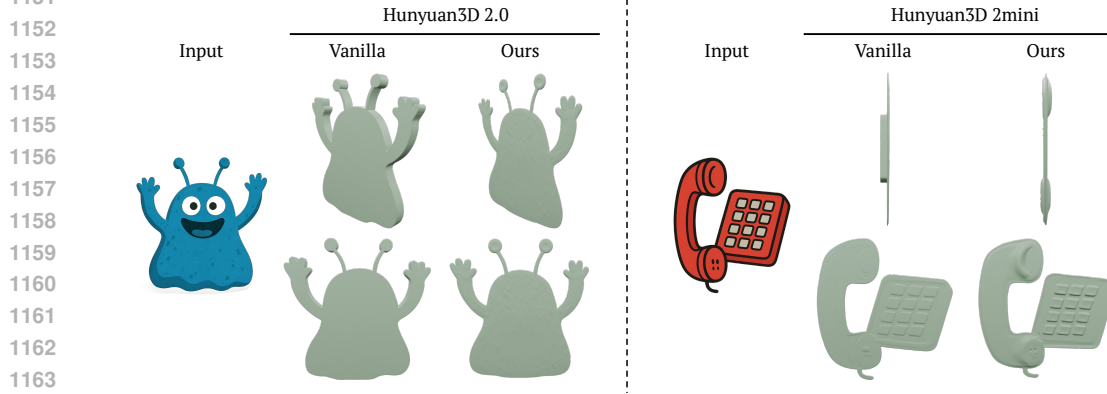 Hunyuan3D 2.0
Hunyuan3D 2mini
Input
Vanilla
Ours
Input
Vanilla
Ours
1152
1153
1154
1155
1156
1157
1158
1159
1160
1161
1162
1163